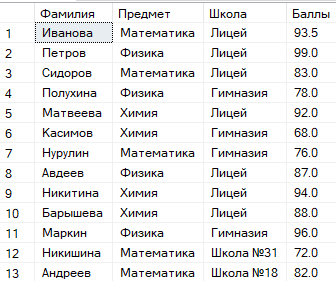 Фамилия Предмет Школа Баллы
1 Иванова Математика Лицей 93.5
2 Петров Физика Лицей 99.0
3 Сидоров Математика Лицей 83.0
4 Полухина Физика Гимназия 78.0
5 Матвеева Химия Лицей 92.0
6 Касимов Химия Гимназия 68.0
7 Нурулин Математика Гимназия 76.0
8 Авдеев Физика Лицей 87.0
9 Никитина Химия Лицей 94.0
10 Барышева Химия Лицей 88.0
11 Маркин Физика Гимназия 96.0
12 Никишина Математика Школа №31 72.0
13 Андреев Математика Школа №18 82.0